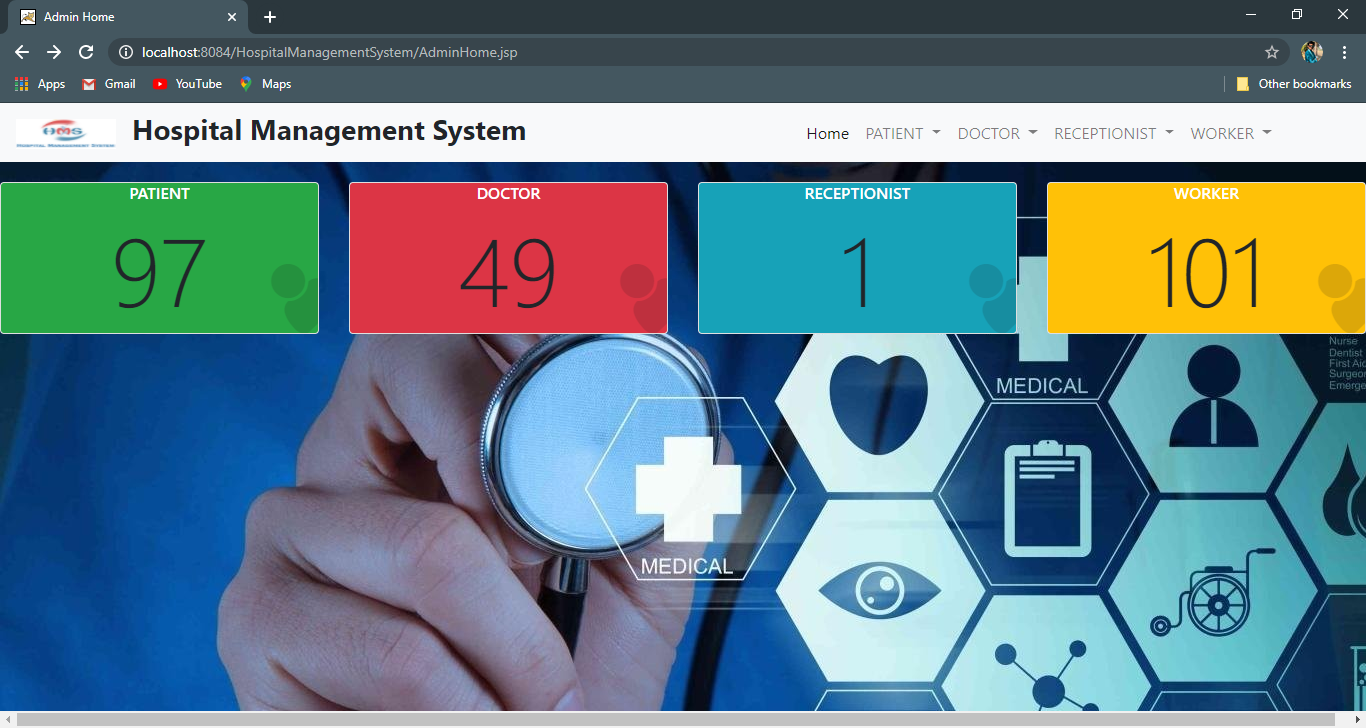 Admin Home
localhost:8084/HospitalManagementSystem/AdminHome.jsp
Apps Gmail YouTube Maps Other bookmarks
HMS
HOSPITAL MANAGEMENT SYSTEM
Hospital Management System
Home PATIENT DOCTOR RECEPTIONIST WORKER
PATIENT DOCTOR RECEPTIONIST WORKER
97 49 1 101
Nurse
Dentist
First Aid
Surgeon
MEDICAL
MEDICAL